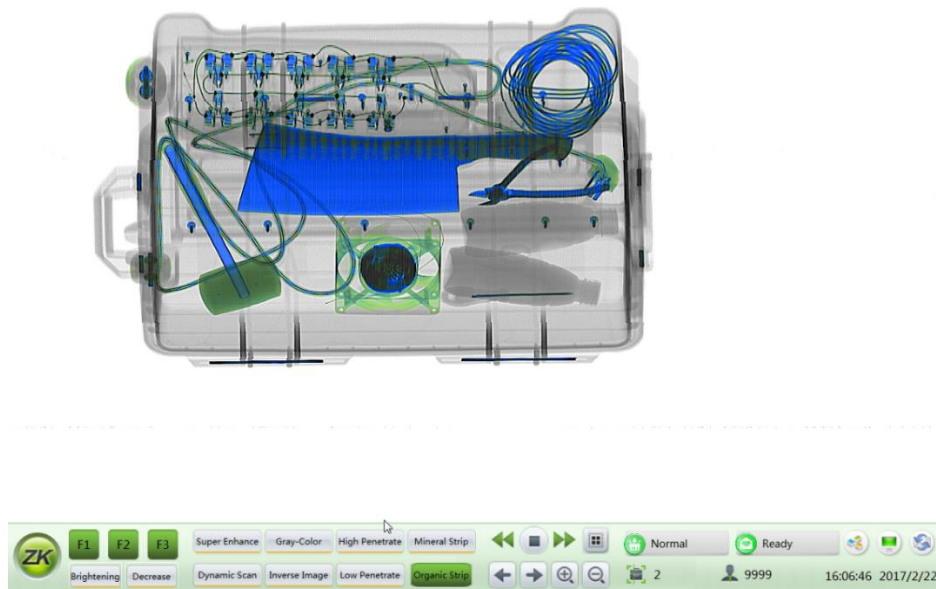 ZK
F1 F2 F3 Super Enhance Gray-Color High Penetrate Mineral Strip Normal Ready
Brightening Decrease Dynamic Scan Inverse Image Low Penetrate Organic Strip 2 9999 16:06:46 2017/2/22